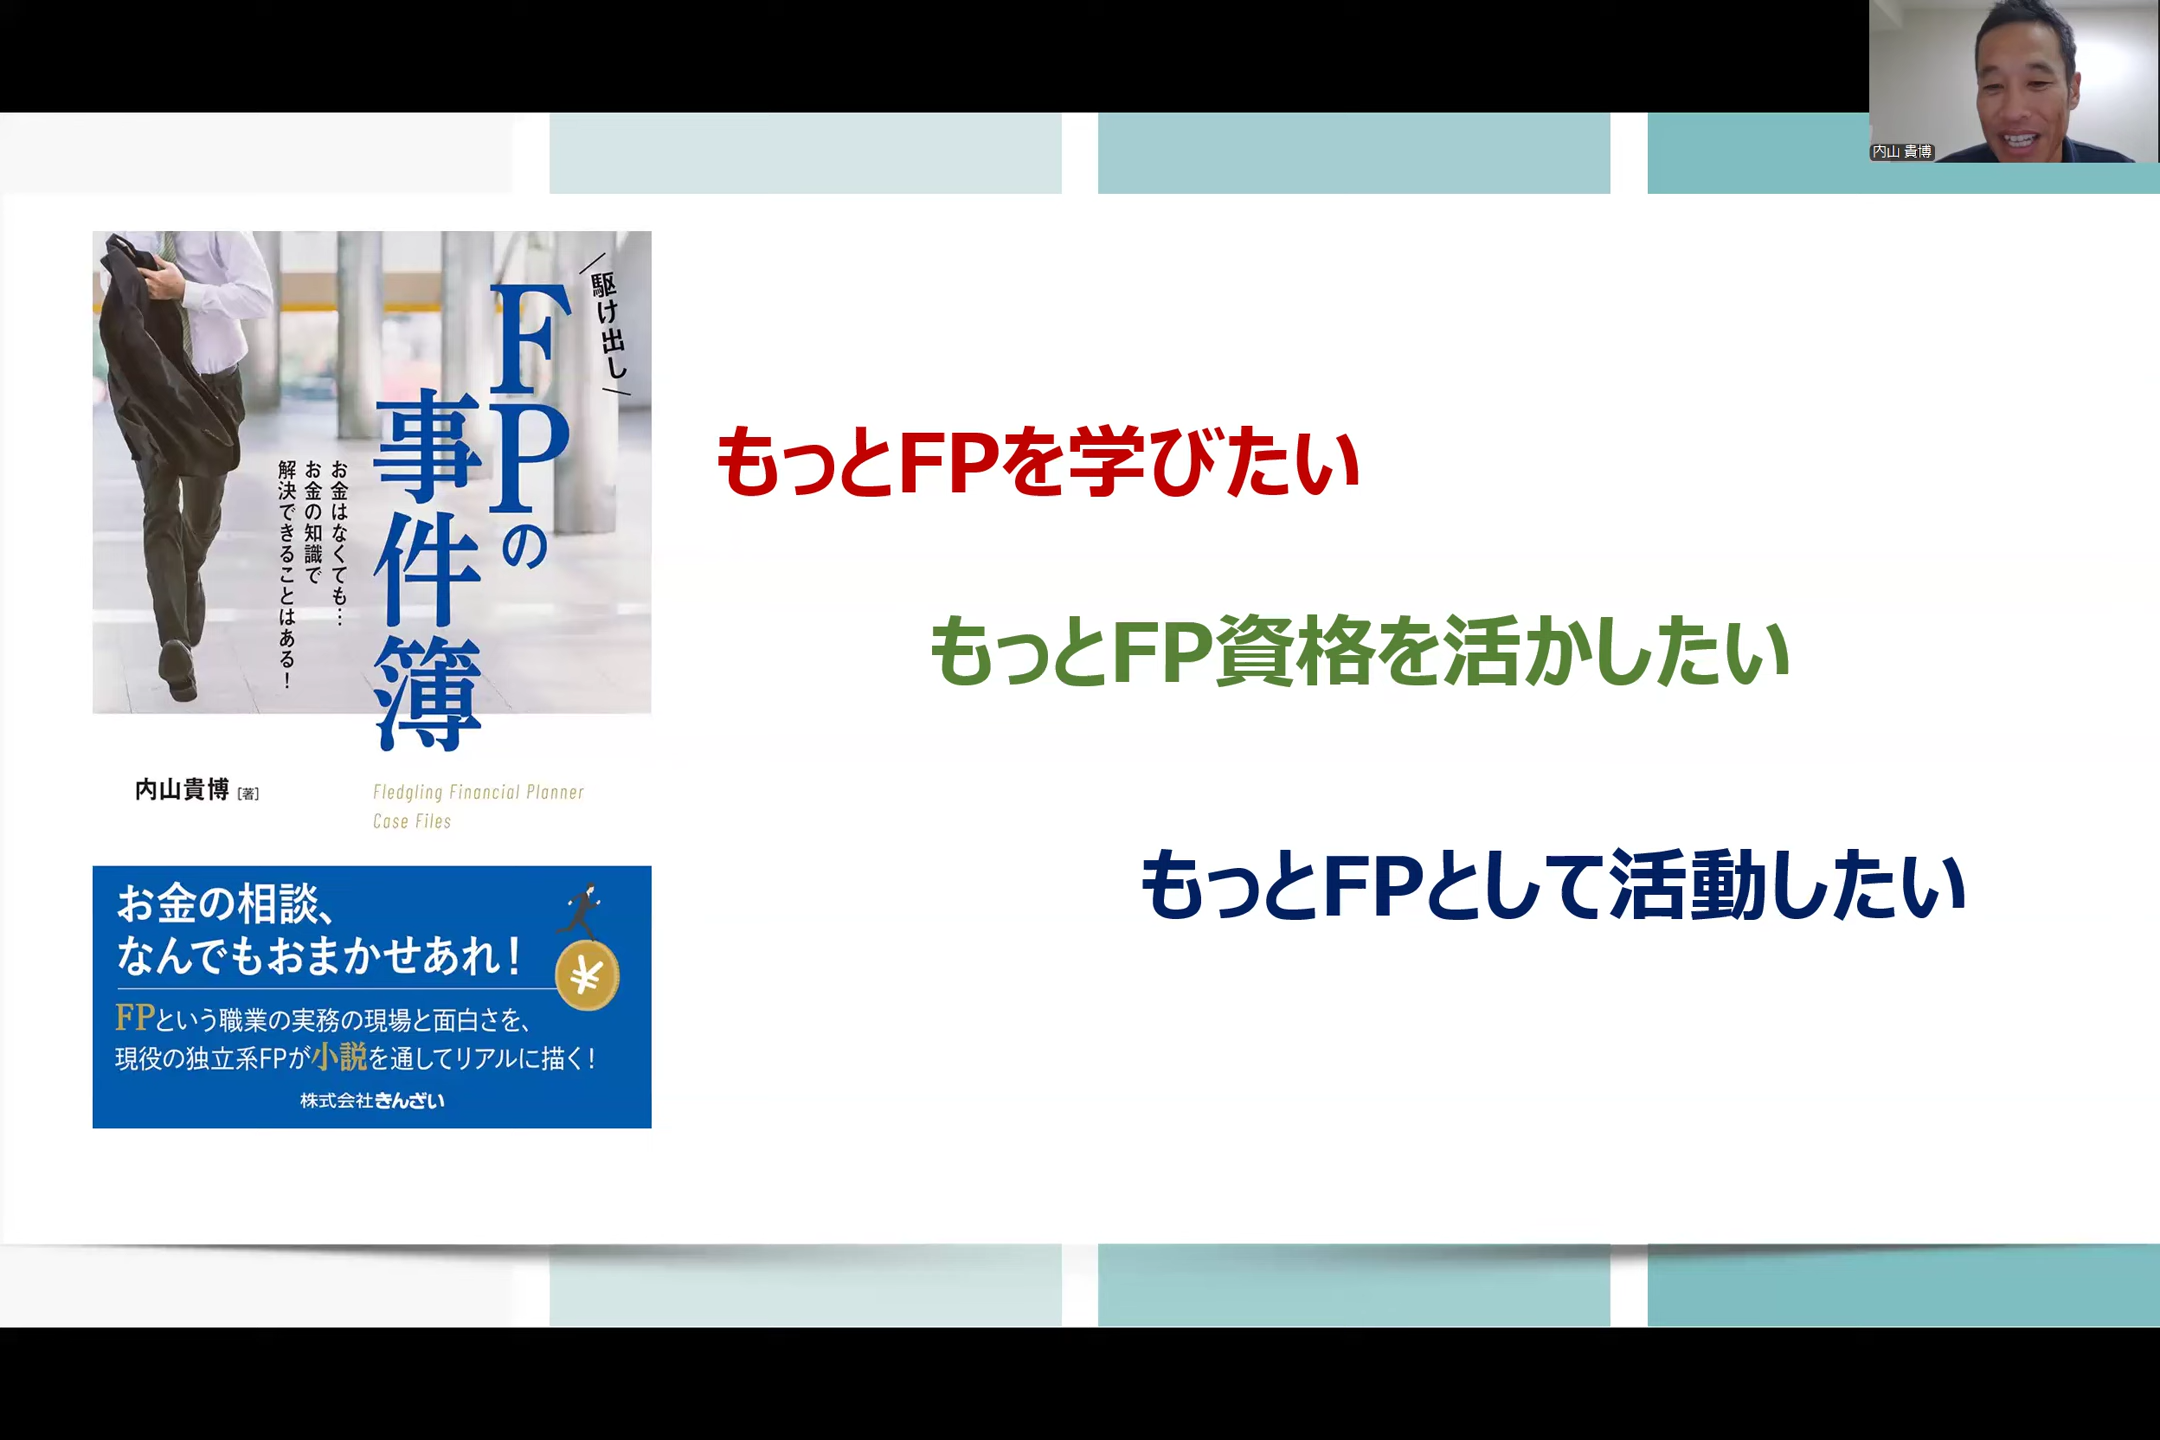 内山 貴博
駆け出し
FPの
事件簿
お金はなくても…
お金の知識で
解決できることはある！
内山貴博［著］
Fledgling Financial Planner
Case Files
お金の相談、
なんでもおまかせあれ！
¥
FPという職業の実務の現場と面白さを、
現役の独立系FPが小説を通してリアルに描く！
株式会社きんざい
もっとFPを学びたい
もっとFP資格を活かしたい
もっとFPとして活動したい